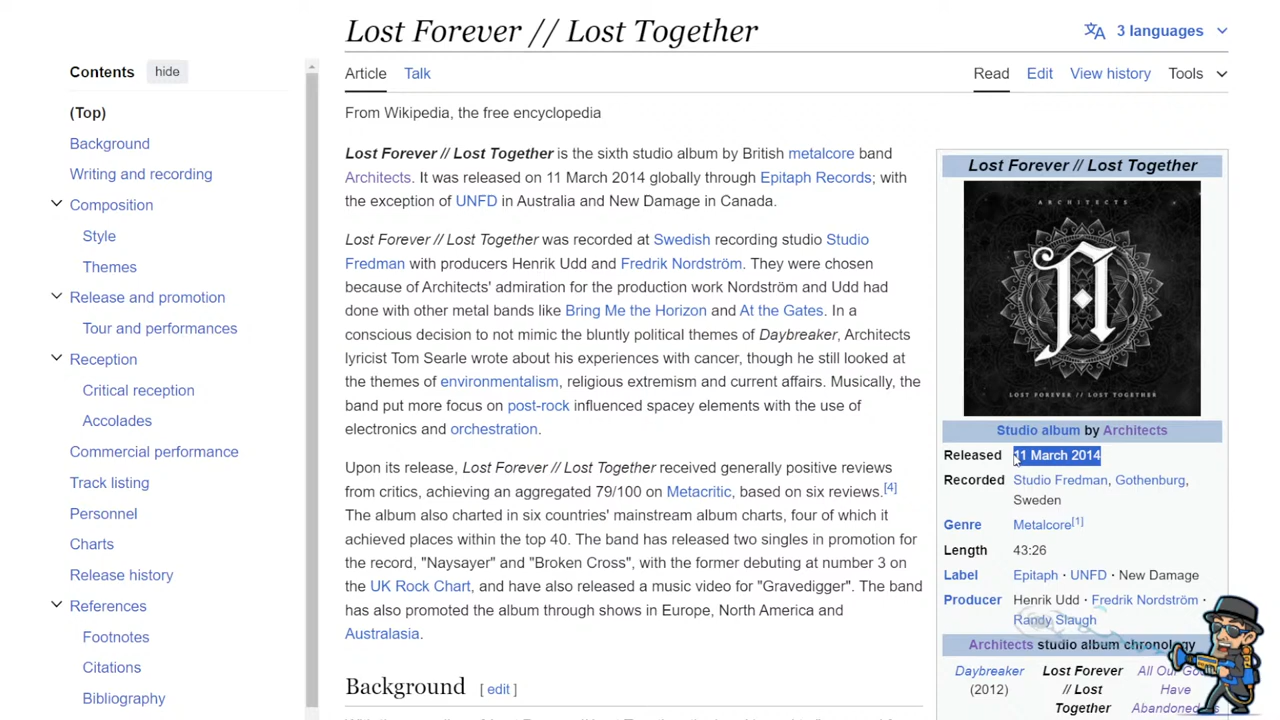 Lost Forever // Lost Together
3 languages
Contents hide
(Top)
Background
Writing and recording
Composition
Style
Themes
Release and promotion
Tour and performances
Reception
Critical reception
Accolades
Commercial performance
Track listing
Personnel
Charts
Release history
References
Footnotes
Citations
Bibliography
Article Talk
Read Edit View history Tools
From Wikipedia, the free encyclopedia
Lost Forever // Lost Together is the sixth studio album by British metalcore band
Architects. It was released on 11 March 2014 globally through Epitaph Records; with
the exception of UNFD in Australia and New Damage in Canada.
Lost Forever // Lost Together was recorded at Swedish recording studio Studio
Fredman with producers Henrik Udd and Fredrik Nordström. They were chosen
because of Architects' admiration for the production work Nordström and Udd had
done with other metal bands like Bring Me the Horizon and At the Gates. In a
conscious decision to not mimic the bluntly political themes of Daybreaker, Architects
lyricist Tom Searle wrote about his experiences with cancer, though he still looked at
the themes of environmentalism, religious extremism and current affairs. Musically, the
band put more focus on post-rock influenced spacey elements with the use of
electronics and orchestration.
Upon its release, Lost Forever // Lost Together received generally positive reviews
from critics, achieving an aggregated 79/100 on Metacritic, based on six reviews.[4]
The album also charted in six countries' mainstream album charts, four of which it
achieved places within the top 40. The band has released two singles in promotion for
the record, "Naysayer" and "Broken Cross", with the former debuting at number 3 on
the UK Rock Chart, and have also released a music video for "Gravedigger". The band
has also promoted the album through shows in Europe, North America and
Australasia.
Background [ edit ]
Lost Forever // Lost Together
ARCHITECTS
LOST FOREVER // LOST TOGETHER
Studio album by Architects
Released 11 March 2014
Recorded Studio Fredman, Gothenburg,
Sweden
Genre Metalcore[1]
Length 43:26
Label Epitaph · UNFD · New Damage
Producer Henrik Udd · Fredrik Nordström ·
Randy Slaugh
Architects studio album chronology
Daybreaker
(2012)
Lost Forever
// Lost
Together
All Our
Have
Abandoned